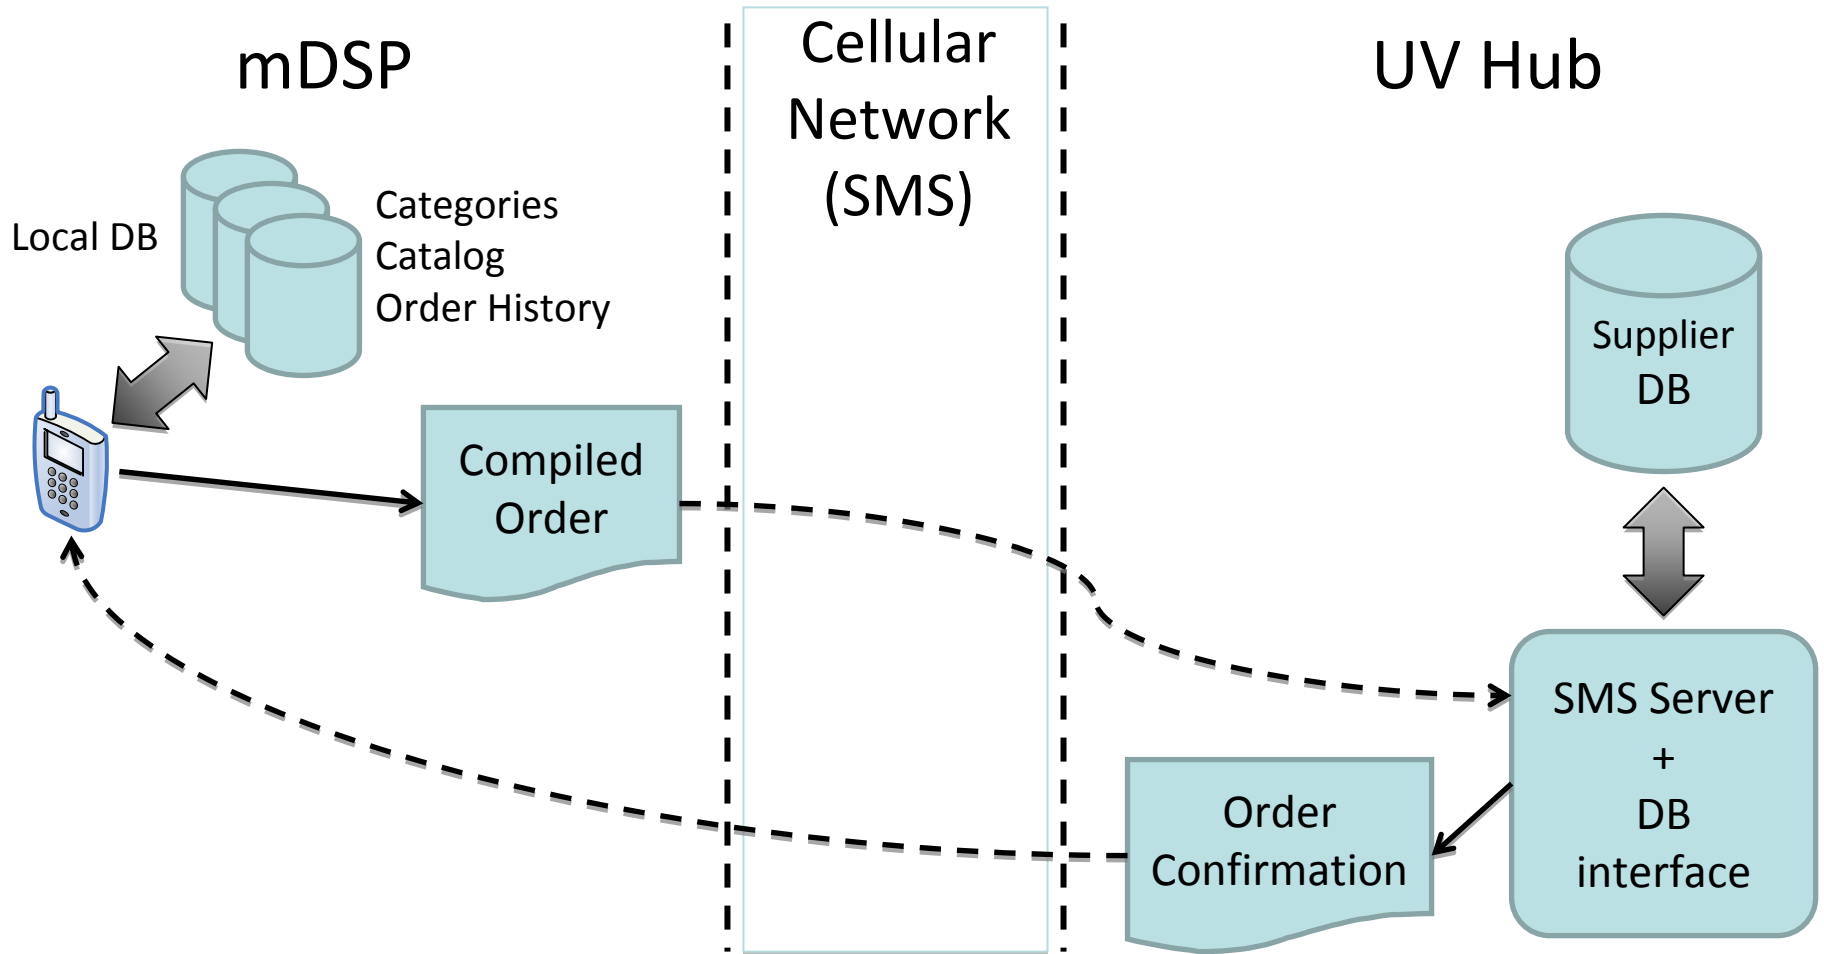 mDSP
Cellular
Network
(SMS)
UV Hub
Local DB
Categories
Catalog
Order History
Supplier
DB
Compiled
Order
SMS Server
+
DB
interface
Order
Confirmation